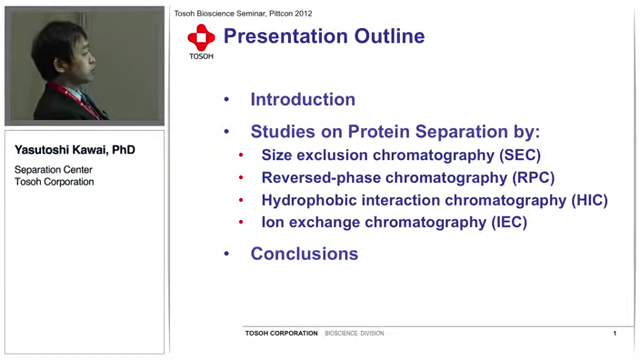 Tosoh Bioscience Seminar, Pittcon 2012
TOSOH
Presentation Outline
• Introduction
• Studies on Protein Separation by:
• Size exclusion chromatography (SEC)
• Reversed-phase chromatography (RPC)
• Hydrophobic interaction chromatography (HIC)
• Ion exchange chromatography (IEC)
• Conclusions
Yasutoshi Kawai, PhD
Separation Center
Tosoh Corporation
TOSOH CORPORATION BIOSCIENCE DIVISION
1